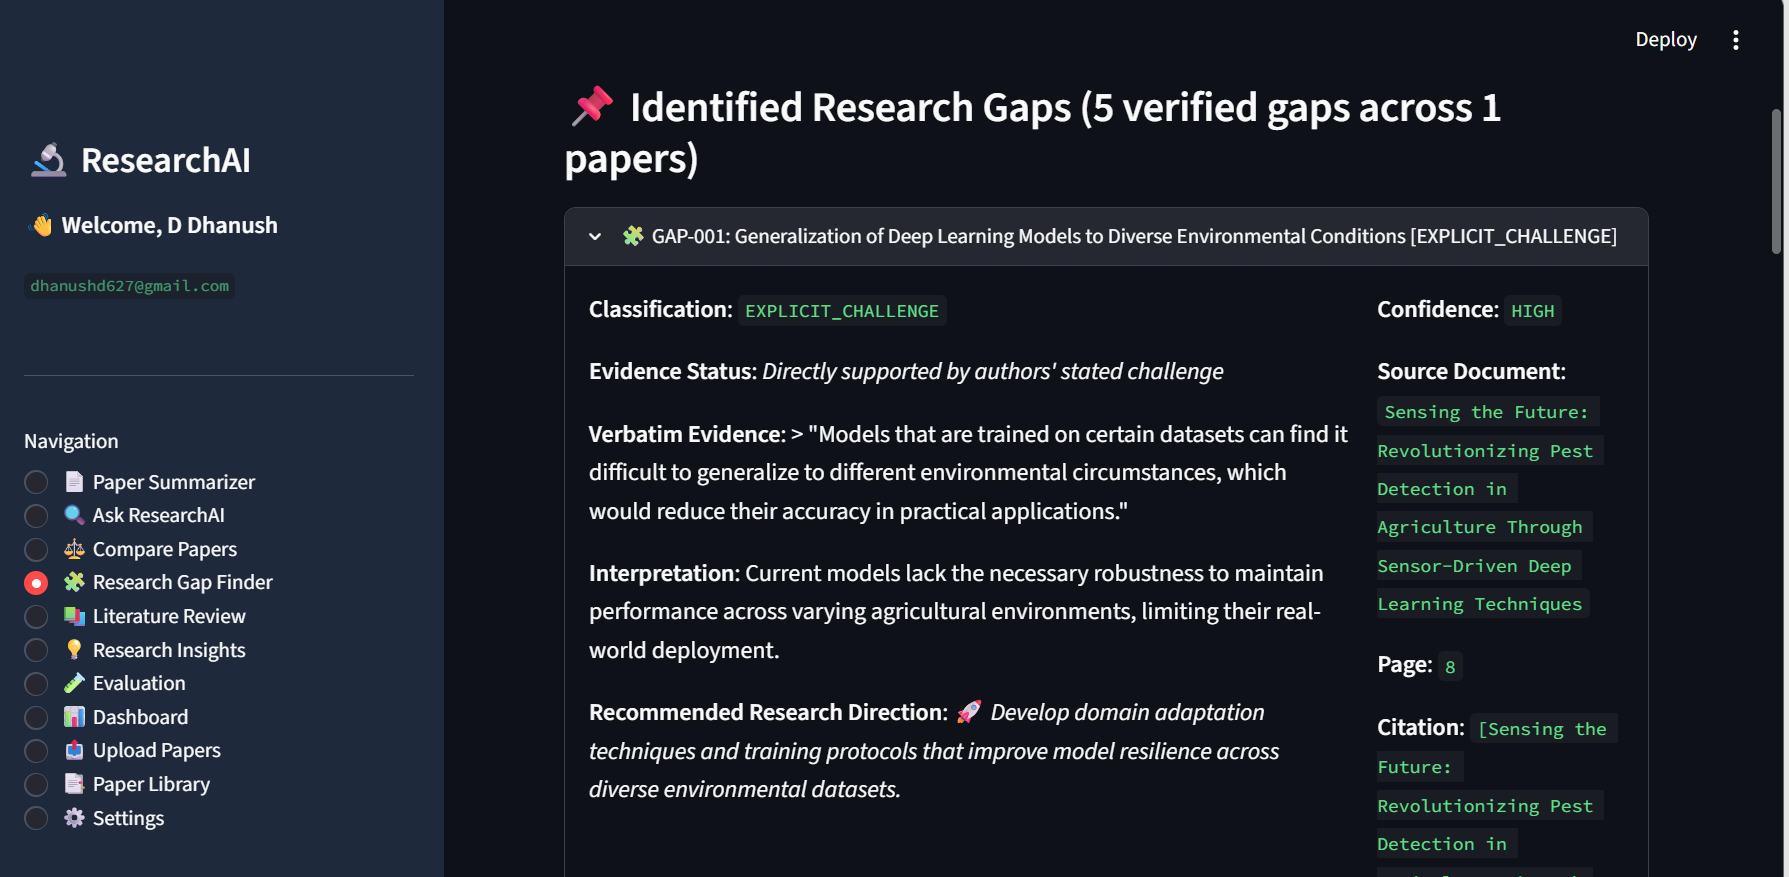 Deploy
ResearchAI
Welcome, D Dhanush
dhanushd627@gmail.com
Navigation
Paper Summarizer
Ask ResearchAI
Compare Papers
Research Gap Finder
Literature Review
Research Insights
Evaluation
Dashboard
Upload Papers
Paper Library
Settings
Identified Research Gaps (5 verified gaps across 1
papers)
GAP-001: Generalization of Deep Learning Models to Diverse Environmental Conditions [EXPLICIT_CHALLENGE]
Classification: EXPLICIT_CHALLENGE
Evidence Status: Directly supported by authors' stated challenge
Verbatim Evidence: > "Models that are trained on certain datasets can find it
difficult to generalize to different environmental circumstances, which
would reduce their accuracy in practical applications."
Interpretation: Current models lack the necessary robustness to maintain
performance across varying agricultural environments, limiting their real-
world deployment.
Recommended Research Direction: 🚀 Develop domain adaptation
techniques and training protocols that improve model resilience across
diverse environmental datasets.
Confidence: HIGH
Source Document:
Sensing the Future:
Revolutionizing Pest
Detection in
Agriculture Through
Sensor-Driven Deep
Learning Techniques
Page: 8
Citation: [Sensing the
Future:
Revolutionizing Pest
Detection in